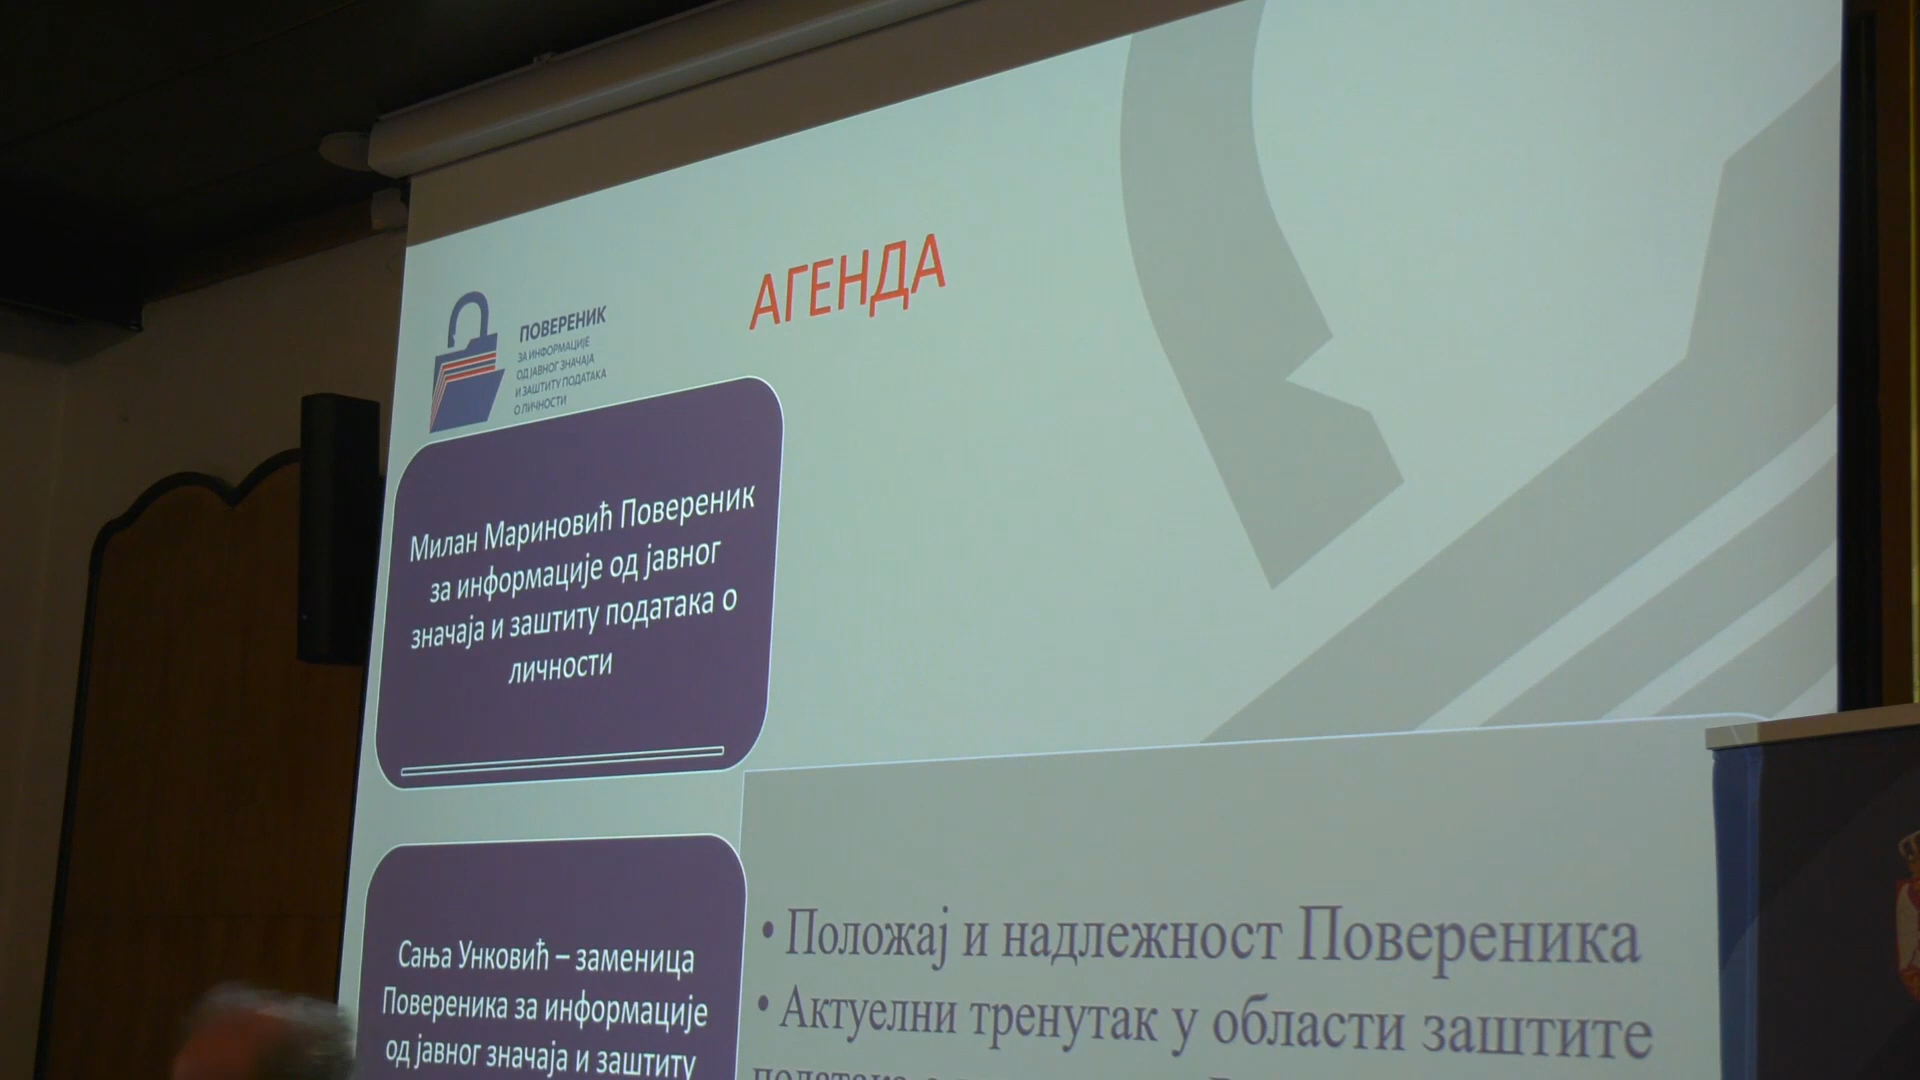 АГЕНДА
ПОВЕРЕНИК
ЗА ИНФОРМАЦИЈЕ
ОД ЈАВНОГ ЗНАЧАЈА
И ЗАШТИТУ ПОДАТАКА
О ЛИЧНОСТИ
Милан Мариновић Повереник
за информације од јавног
значаја и заштиту података о
личности
Сања Унковић – заменица
Повереника за информације
од јавног значаја и заштиту
• Положај и надлежност Повереника
• Актуелни тренутак у области заштите